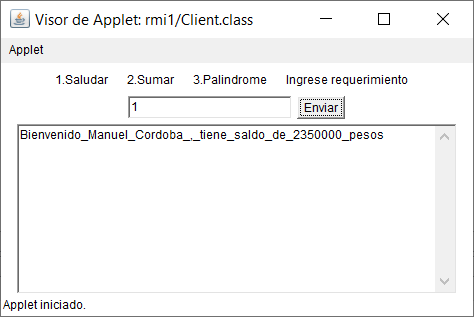 Visor de Applet: rmi1/Client.class
Applet
1.Saludar 2.Sumar 3.Palindrome Ingrese requerimiento
1 Enviar
Bienvenido_Manuel_Cordoba_,_tiene_saldo_de_2350000_pesos
Applet iniciado.